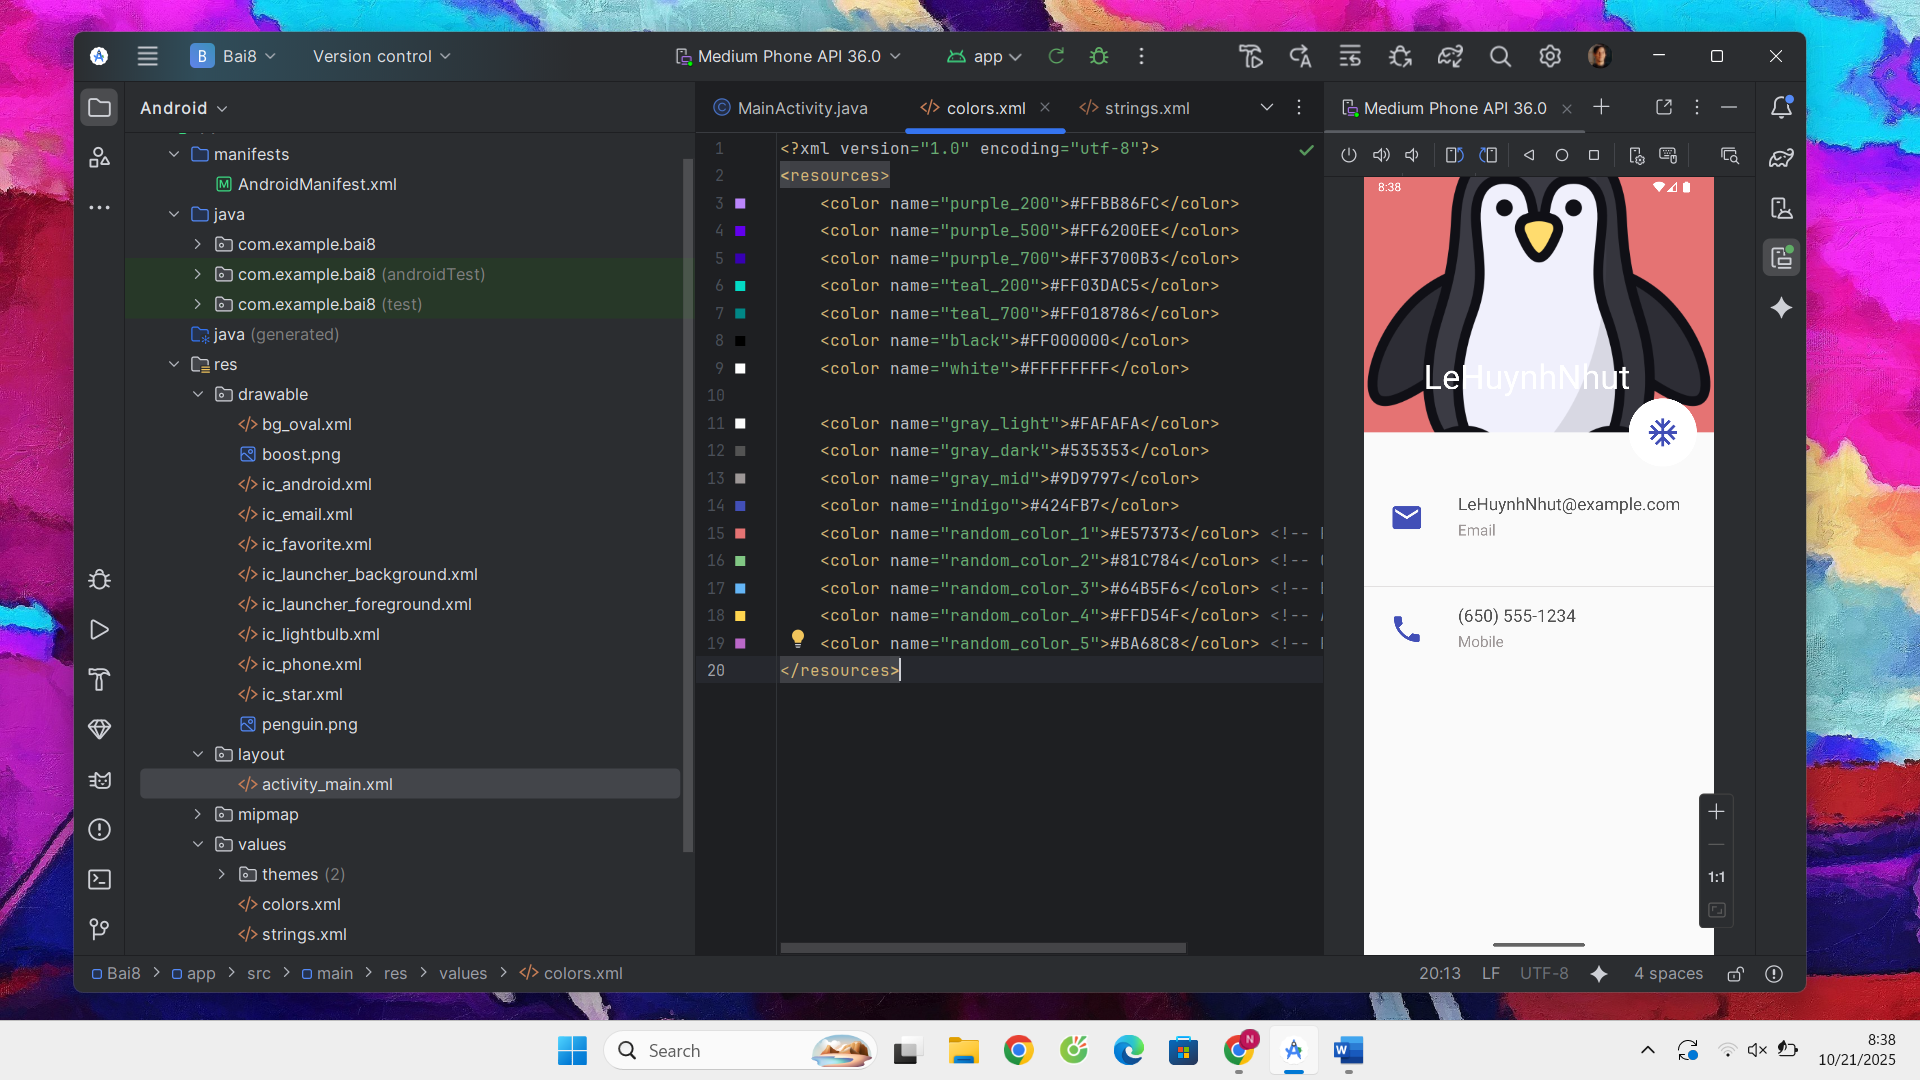 B Bai8
Version control
Medium Phone API 36.0
app
Android
manifests
AndroidManifest.xml
java
com.example.bai8
com.example.bai8 (androidTest)
com.example.bai8 (test)
java (generated)
res
drawable
bg_oval.xml
boost.png
ic_android.xml
ic_email.xml
ic_favorite.xml
ic_launcher_background.xml
ic_launcher_foreground.xml
ic_lightbulb.xml
ic_phone.xml
ic_star.xml
penguin.png
layout
activity_main.xml
mipmap
values
themes (2)
colors.xml
strings.xml
MainActivity.java
colors.xml
strings.xml
1 <?xml version="1.0" encoding="utf-8"?>
2 <resources>
3 <color name="purple_200">#FFBB86FC</color>
4 <color name="purple_500">#FF6200EE</color>
5 <color name="purple_700">#FF3700B3</color>
6 <color name="teal_200">#FF03DAC5</color>
7 <color name="teal_700">#FF018786</color>
8 <color name="black">#FF000000</color>
9 <color name="white">#FFFFFFFF</color>
10
11 <color name="gray_light">#FAFAFA</color>
12 <color name="gray_dark">#535353</color>
13 <color name="gray_mid">#9D9797</color>
14 <color name="indigo">#424FB7</color>
15 <color name="random_color_1">#E57373</color> <!--
16 <color name="random_color_2">#81C784</color> <!--
17 <color name="random_color_3">#64B5F6</color> <!--
18 <color name="random_color_4">#FFD54F</color> <!--
19 <color name="random_color_5">#BA68C8</color> <!--
20 </resources>
Medium Phone API 36.0
8:38
LeHuynhNhut
LeHuynhNhut@example.com
Email
(650) 555-1234
Mobile
1:1
Bai8 > app > src > main > res > values > colors.xml
20:13 LF UTF-8 4 spaces
Search
N
W
8:38
10/21/2025